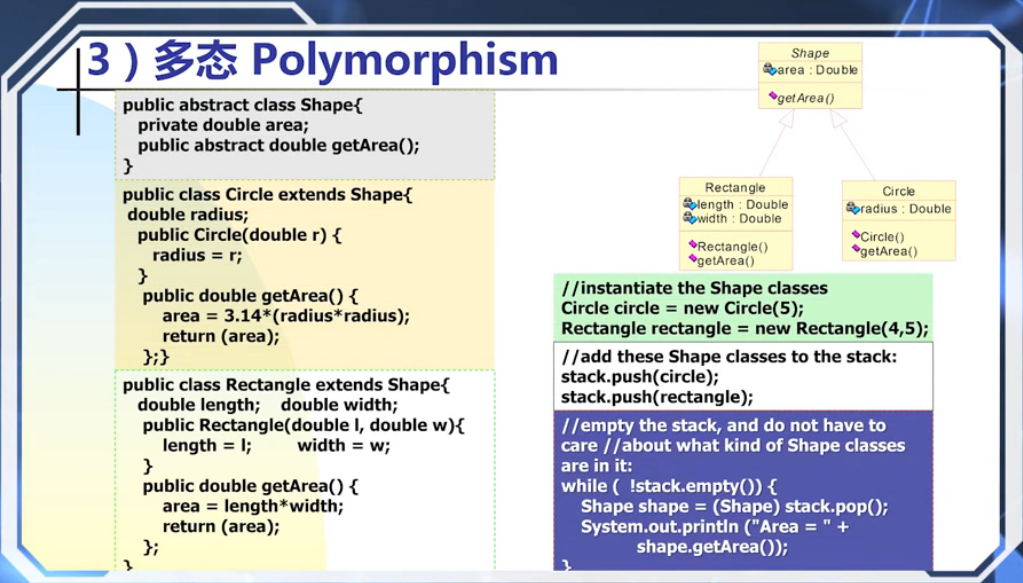 3）多态 Polymorphism
public abstract class Shape{
private double area;
public abstract double getArea();
}
public class Circle extends Shape{
double radius;
public Circle(double r) {
radius = r;
}
public double getArea() {
area = 3.14*(radius*radius);
return (area);
};}
public class Rectangle extends Shape{
double length; double width;
public Rectangle(double l, double w){
length = l; width = w;
}
public double getArea() {
area = length*width;
return (area);
};
}
Shape
area : Double
getArea()
Rectangle
length : Double
width : Double
Rectangle()
getArea()
Circle
radius : Double
Circle()
getArea()
//instantiate the Shape classes
Circle circle = new Circle(5);
Rectangle rectangle = new Rectangle(4,5);
//add these Shape classes to the stack:
stack.push(circle);
stack.push(rectangle);
//empty the stack, and do not have to
care //about what kind of Shape classes
are in it:
while ( !stack.empty()) {
Shape shape = (Shape) stack.pop();
System.out.println ("Area = " +
shape.getArea());
}